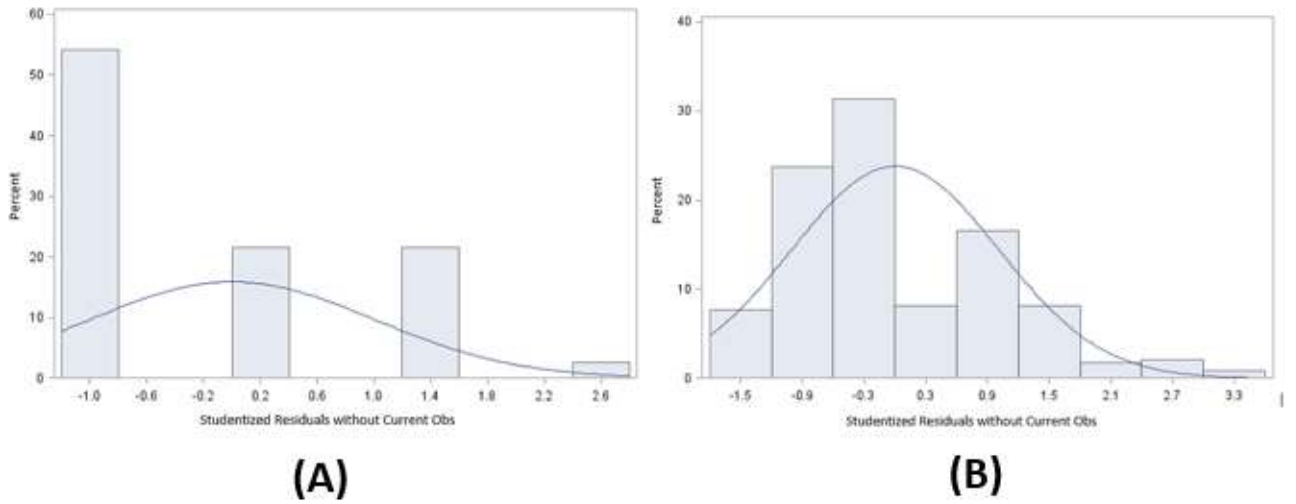 60
50
40
30
20
10
0
Percent
-1.0 -0.6 -0.2 0.2 0.6 1.0 1.4 1.8 2.2 2.6
Studentized Residuals without Current Obs
(A)
40
30
20
10
0
Percent
-1.5 -0.9 -0.3 0.3 0.9 1.5 2.1 2.7 3.3
Studentized Residuals without Current Obs
(B)